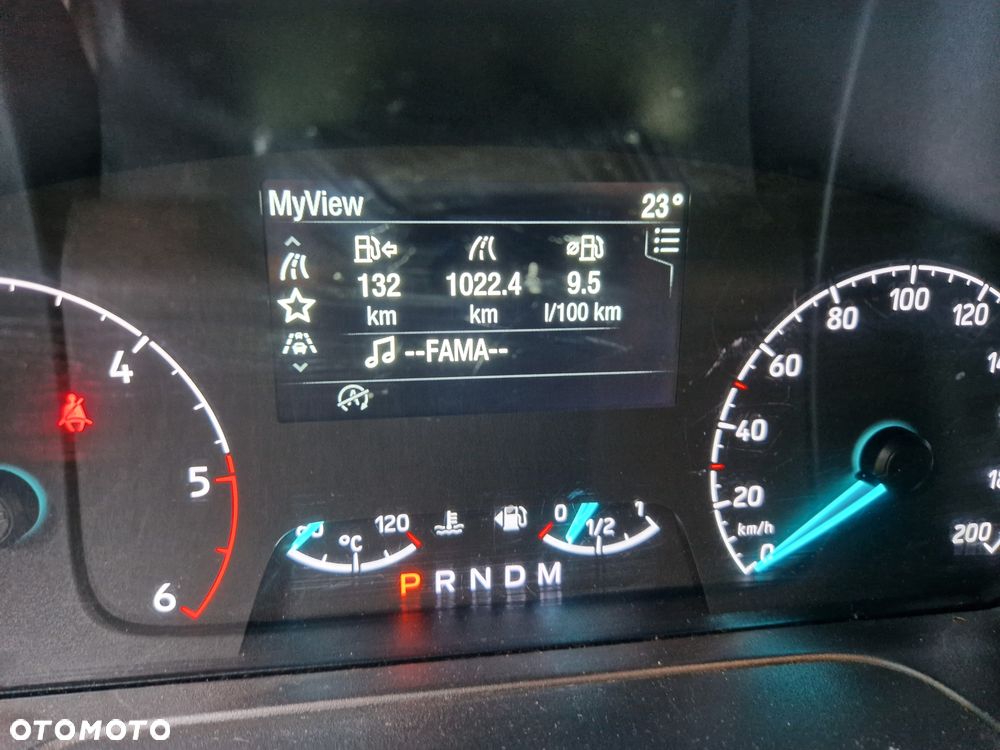 MyView 23°
132 1022.4 9.5
km km l/100 km
--FAMA--
4
5
6
120
°C
0 1/2 1
P R N D M
0 20 40 60 80 100 120
200
km/h
OTOMOTO